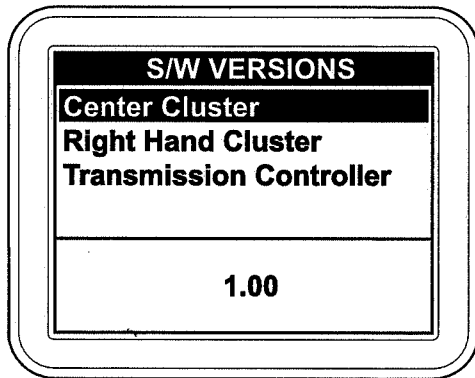 S/W VERSIONS
Center Cluster
Right Hand Cluster
Transmission Controller
1.00